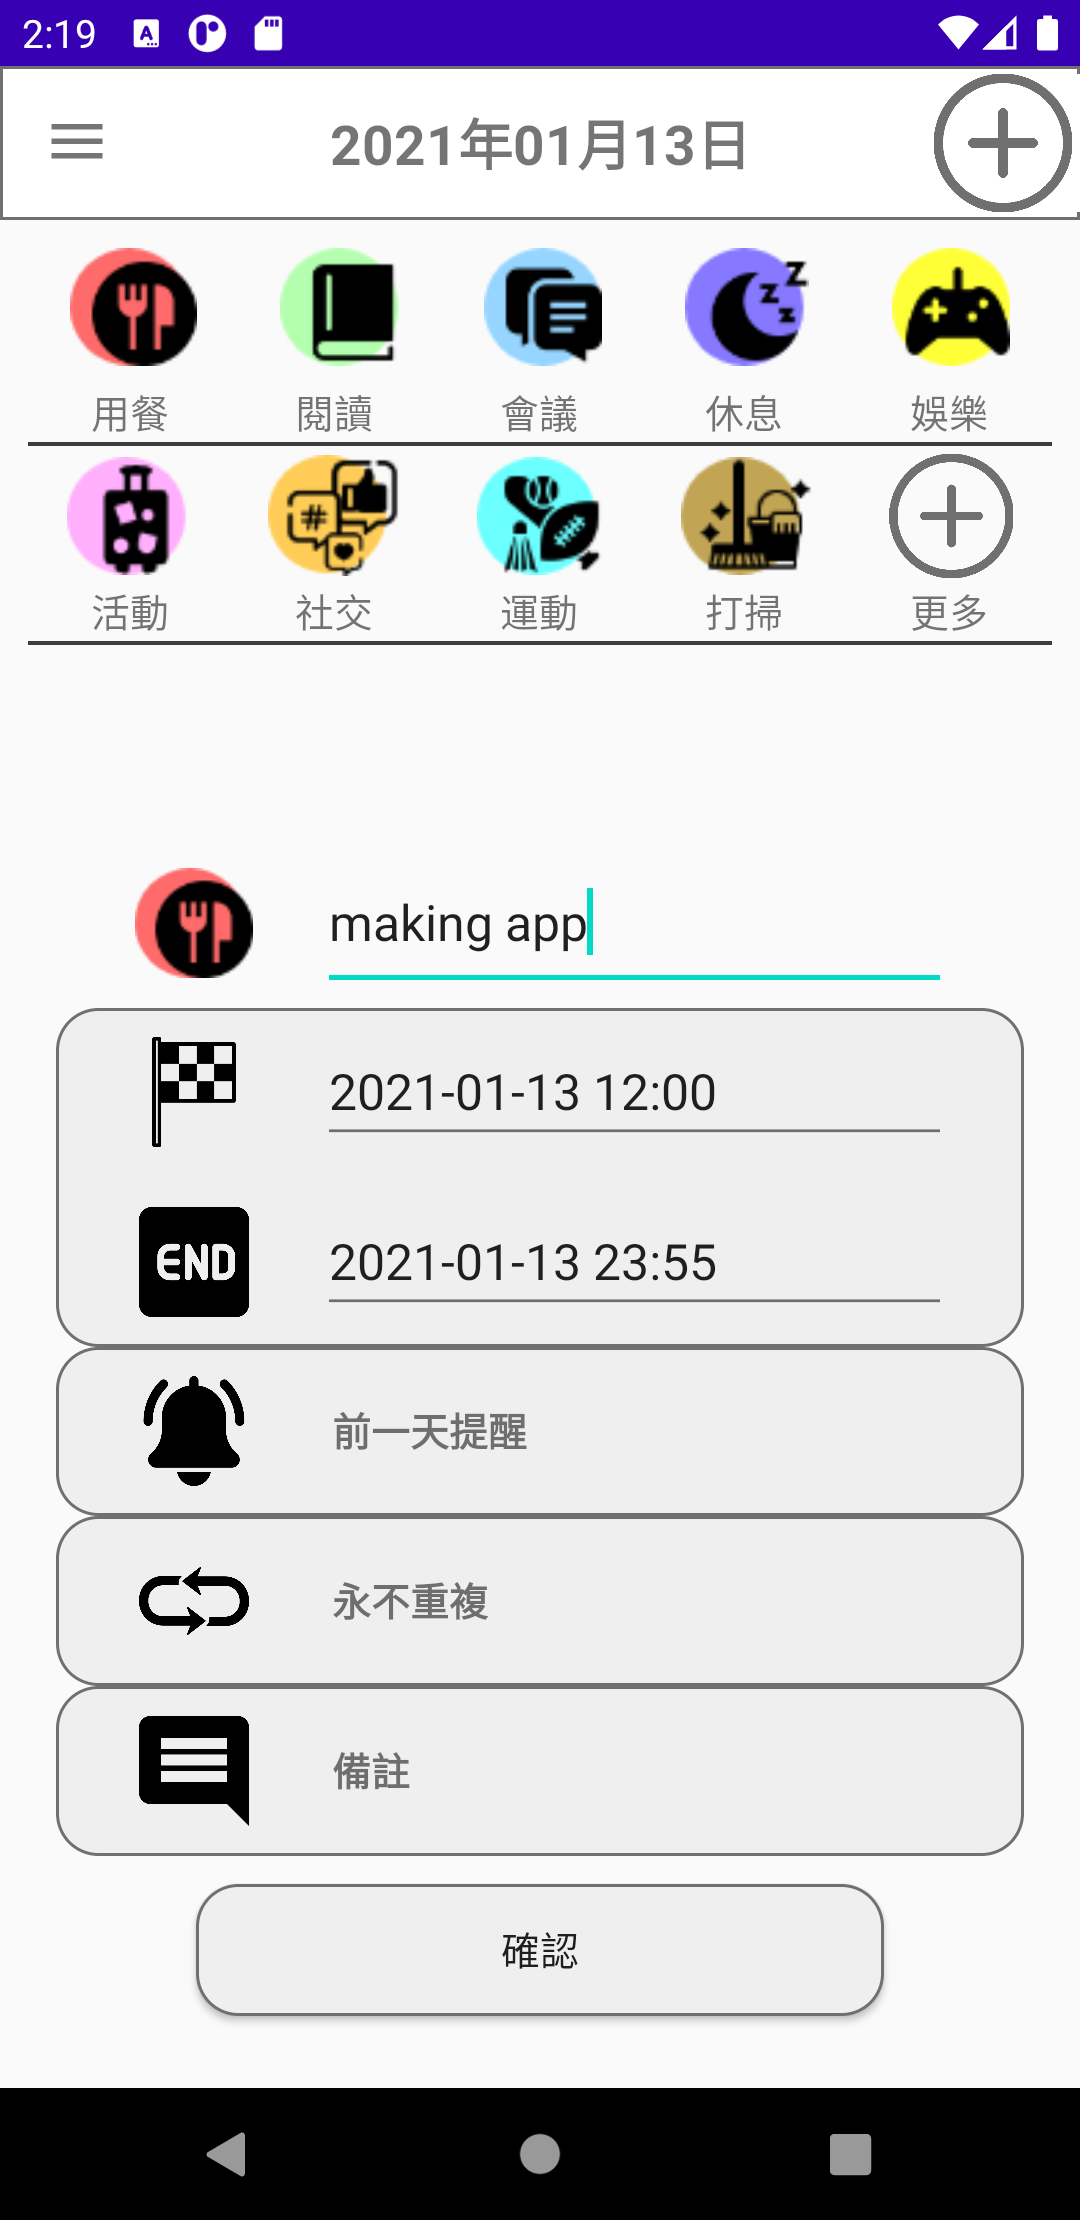 2:19
2021年01月13日
用餐 閱讀 會議 休息 娛樂
活動 社交 運動 打掃 更多
making app
2021-01-13 12:00
END 2021-01-13 23:55
前一天提醒
永不重複
備註
確認